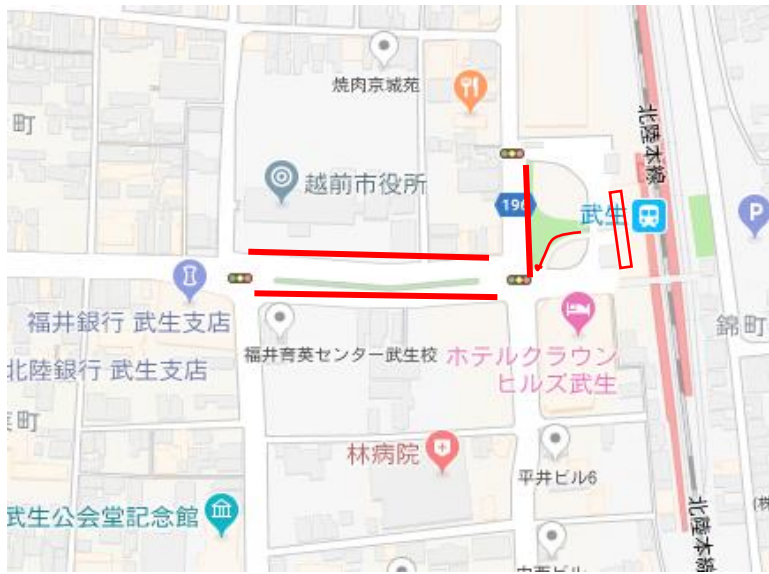 焼肉京城苑
町
北陸本線
越前市役所
196
武生
P
福井銀行 武生支店
福井育英センター武生校
ホテルクラウン
ヒルズ武生
錦町
北陸銀行 武生支店
町
林病院
平井ビル6
武生公会堂記念館
北陸本線
(株